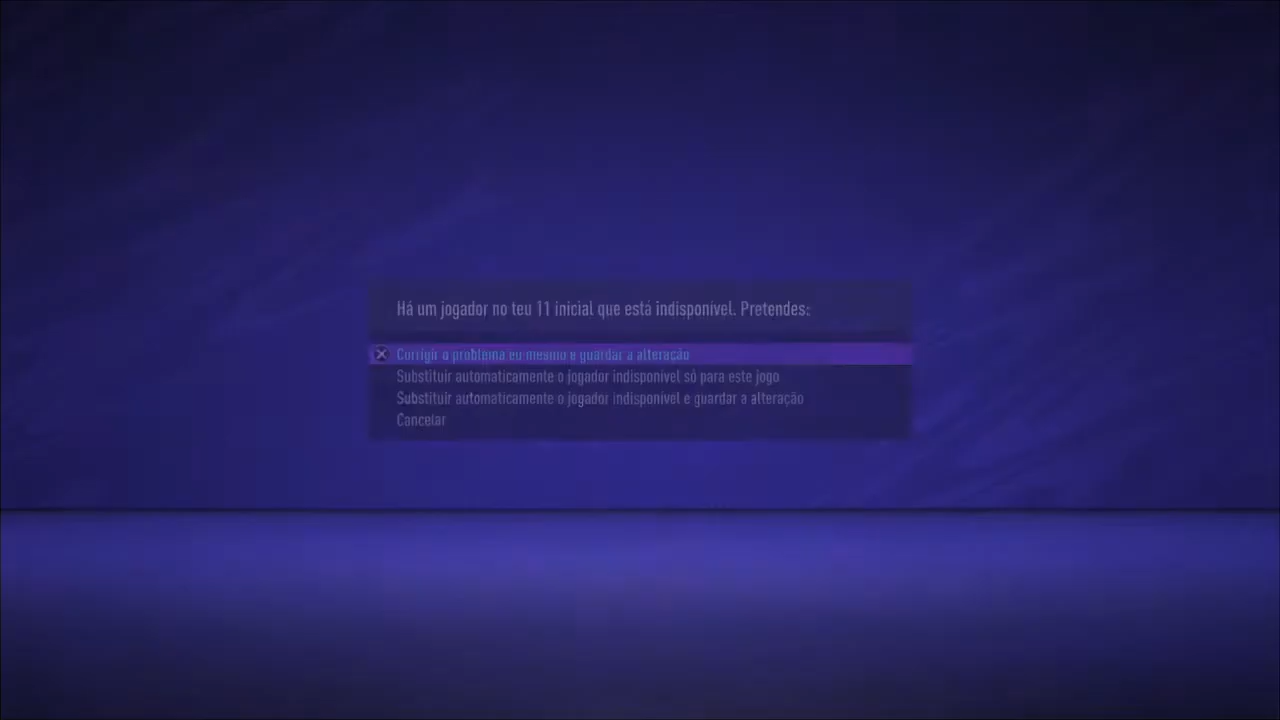 Há um jogador no teu 11 inicial que está indisponível. Pretendes:
Corrigir o problema eu mesmo e guardar a alteração
Substituir automaticamente o jogador indisponível só para este jogo
Substituir automaticamente o jogador indisponível e guardar a alteração
Cancelar